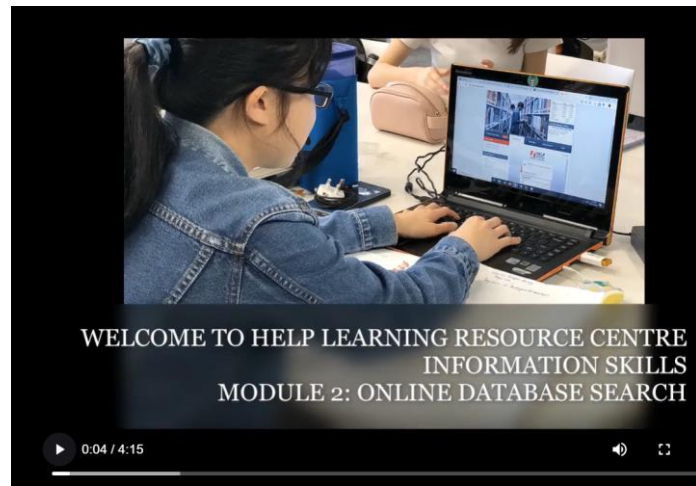 WELCOME TO HELP LEARNING RESOURCE CENTRE
INFORMATION SKILLS
MODULE 2: ONLINE DATABASE SEARCH
0:04 / 4:15